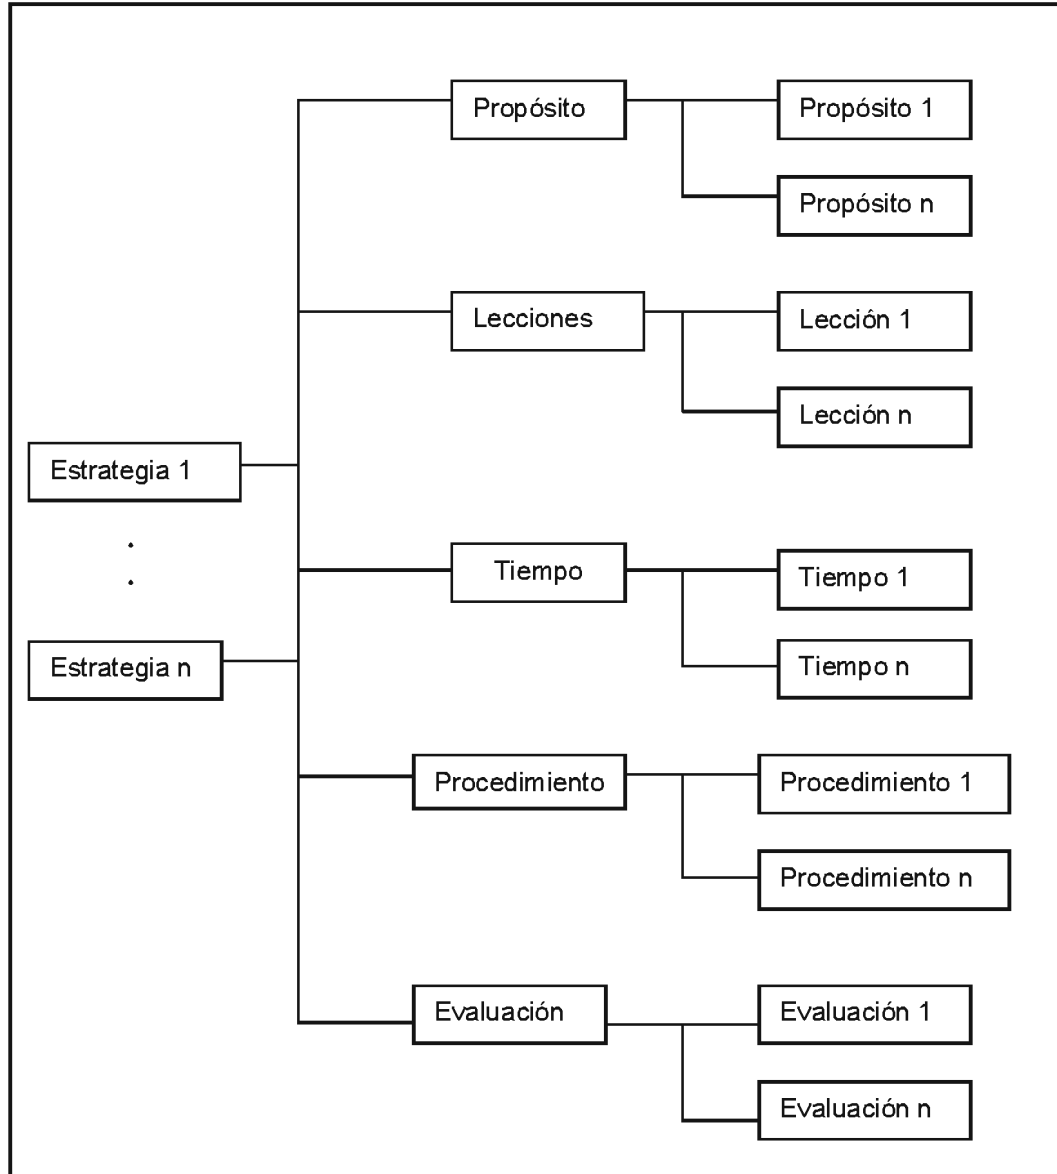 Propósito
Propósito 1
Propósito n
Lecciones
Lección 1
Lección n
Estrategia 1
.
.
Estrategia n
Tiempo
Tiempo 1
Tiempo n
Procedimiento
Procedimiento 1
Procedimiento n
Evaluación
Evaluación 1
Evaluación n